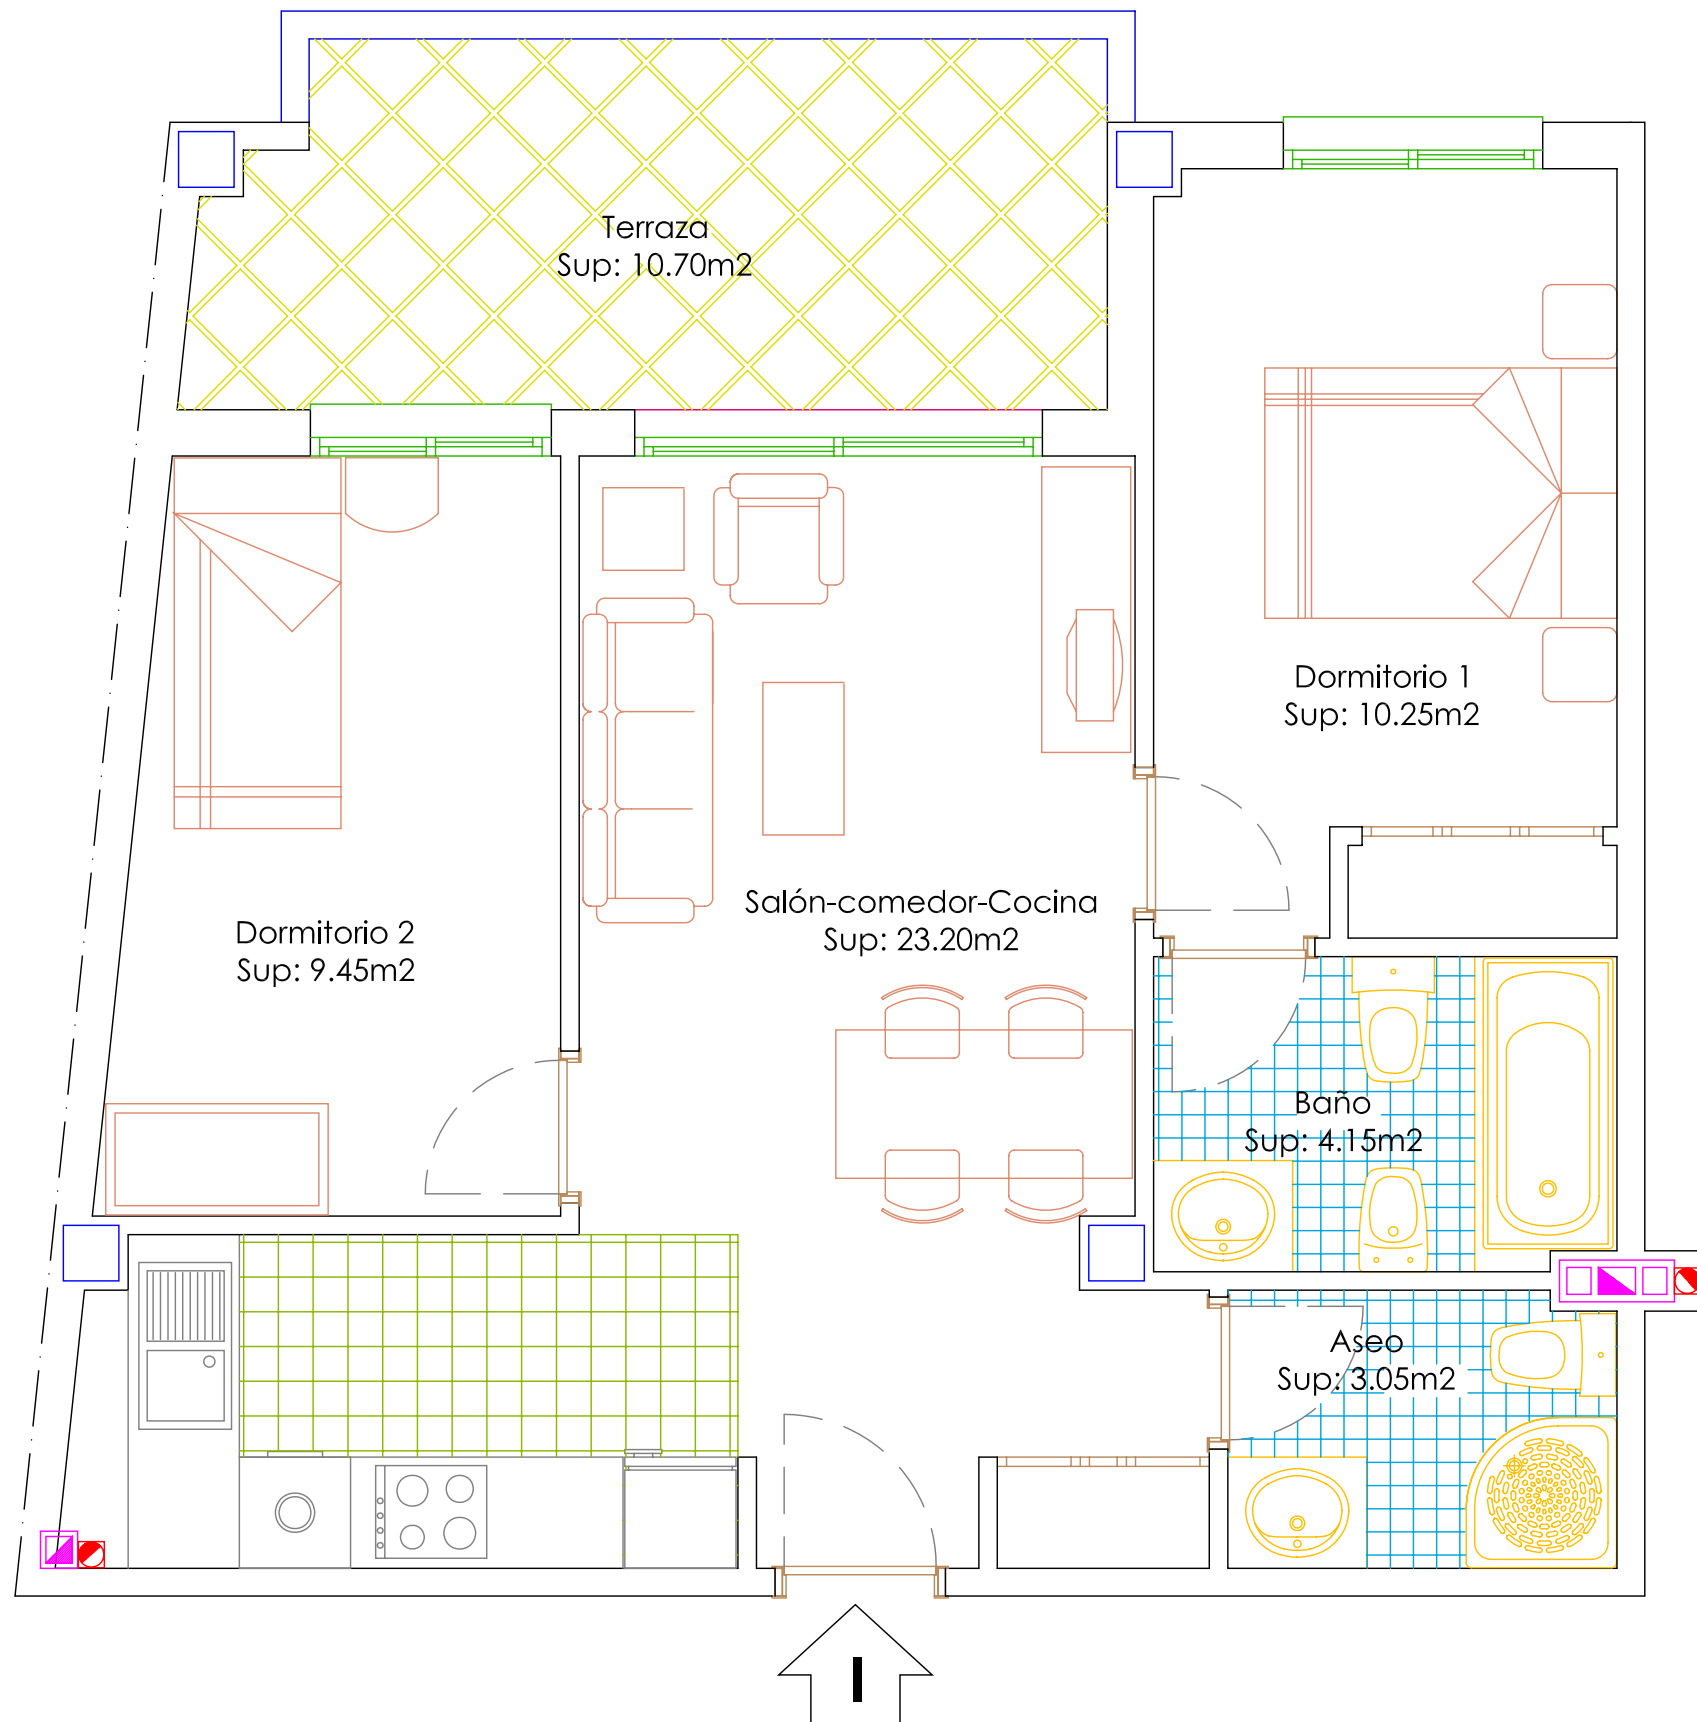 Terraza
Sup: 10.70m2
Dormitorio 1
Sup: 10.25m2
Salón-comedor-Cocina
Sup: 23.20m2
Dormitorio 2
Sup: 9.45m2
Baño
Sup: 4.15m2
Aseo
Sup: 3.05m2
I